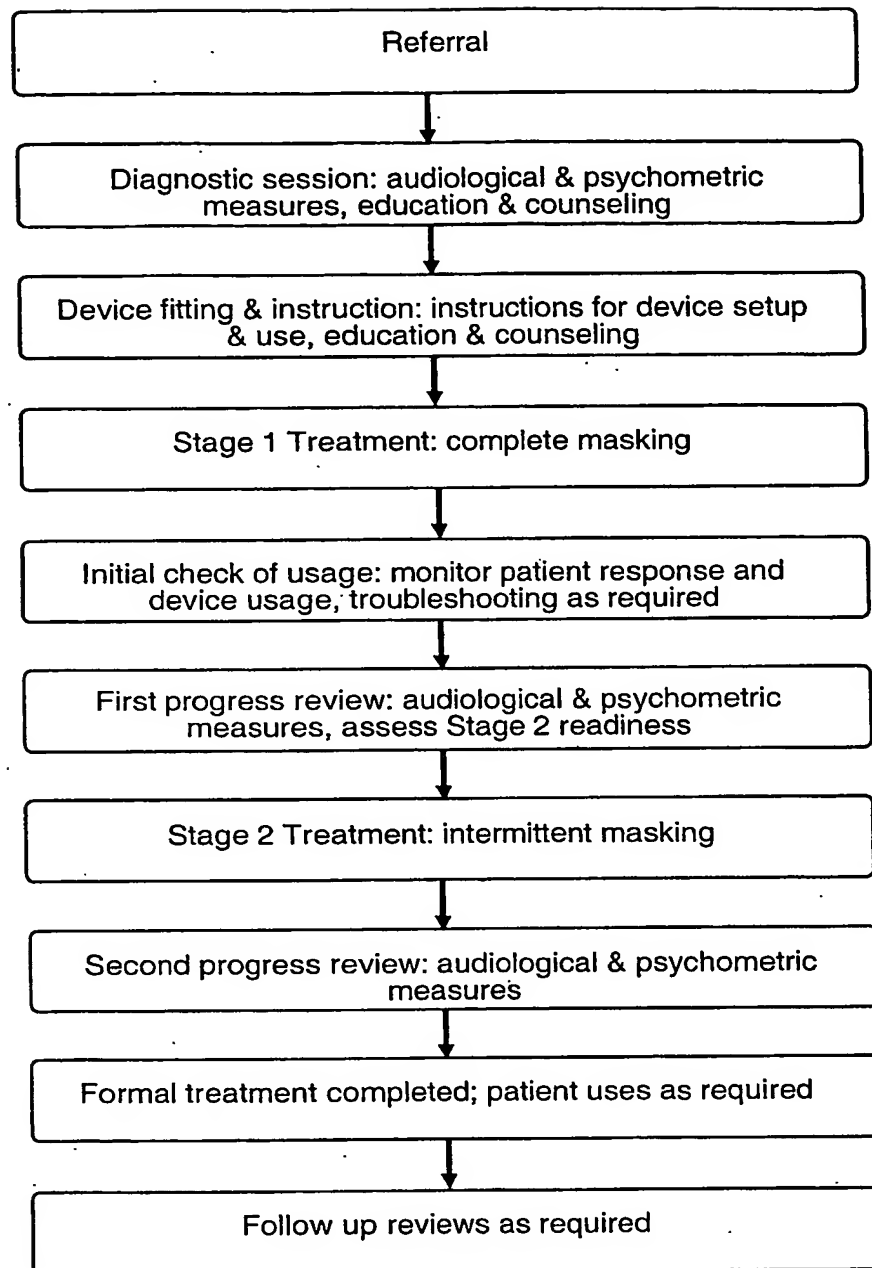 Referral
Diagnostic session: audiological & psychometric
measures, education & counseling
Device fitting & instruction: instructions for device setup
& use, education & counseling
Stage 1 Treatment: complete masking
Initial check of usage: monitor patient response and
device usage, troubleshooting as required
First progress review: audiological & psychometric
measures, assess Stage 2 readiness
Stage 2 Treatment: intermittent masking
Second progress review: audiological & psychometric
measures
Formal treatment completed; patient uses as required
Follow up reviews as required